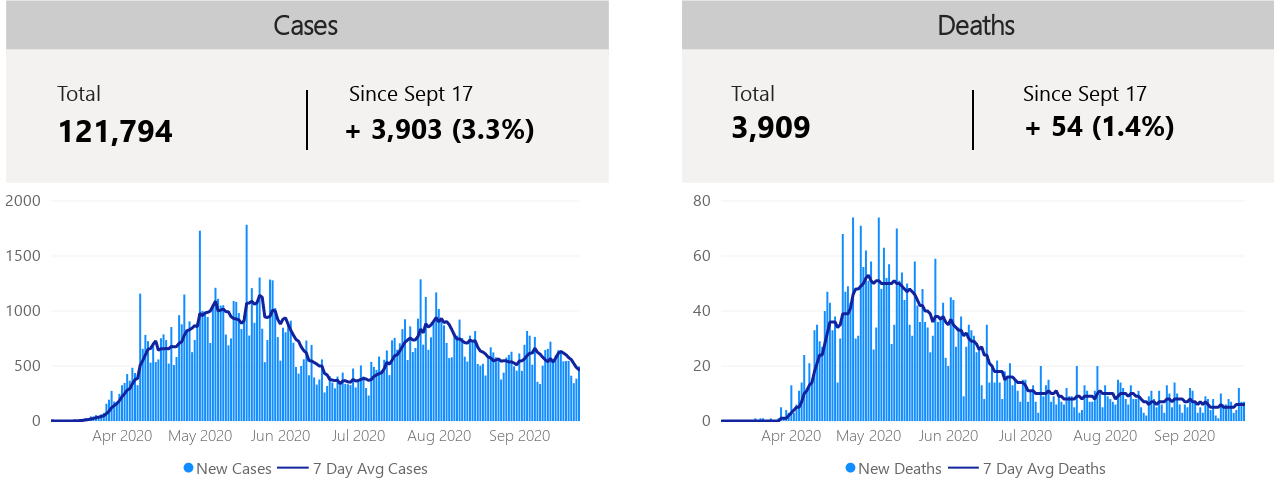 Cases
Total
121,794
Since Sept 17
+ 3,903 (3.3%)
2000
1500
1000
500
0
Apr 2020 May 2020 Jun 2020 Jul 2020 Aug 2020 Sep 2020
New Cases 7 Day Avg Cases
Deaths
Total
3,909
Since Sept 17
+ 54 (1.4%)
80
60
40
20
0
Apr 2020 May 2020 Jun 2020 Jul 2020 Aug 2020 Sep 2020
New Deaths 7 Day Avg Deaths